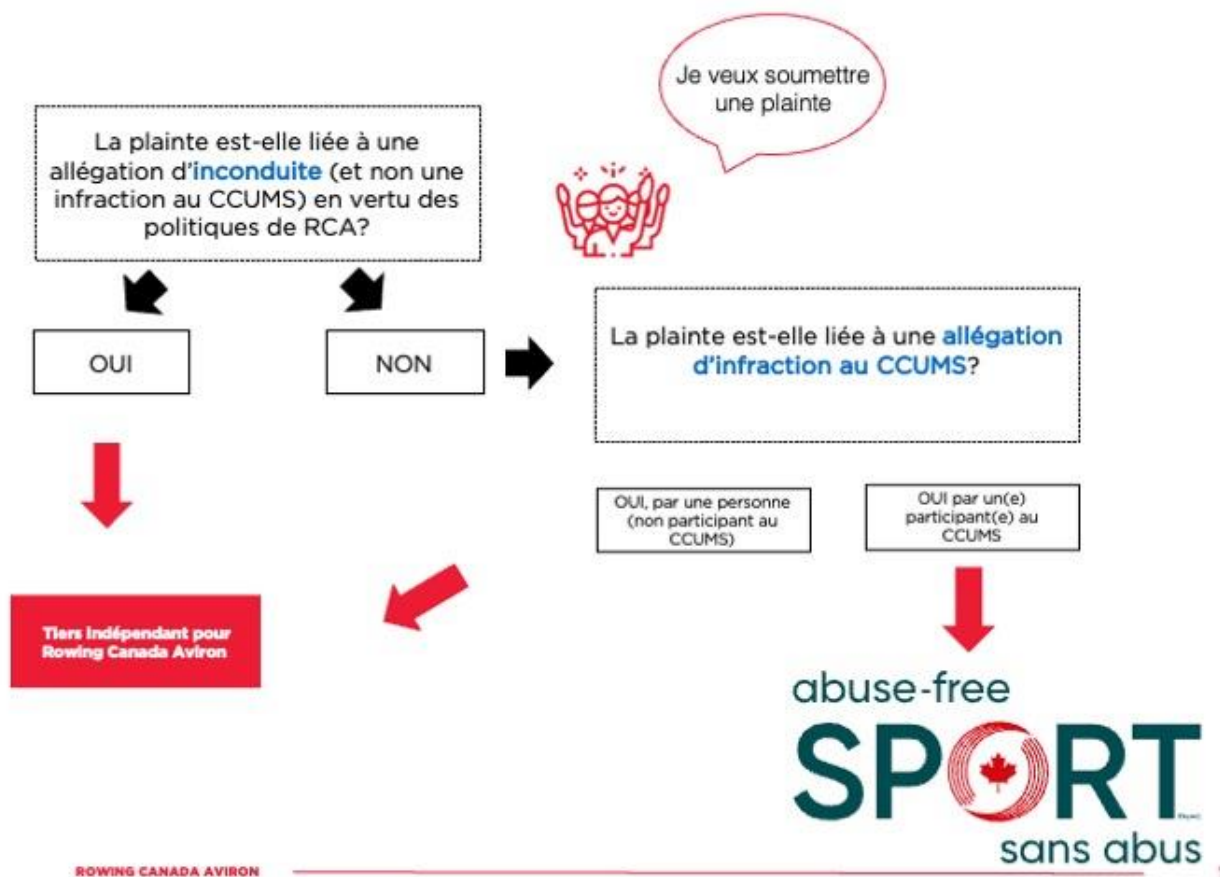 Je veux soumettre
une plainte
La plainte est-elle liée à une
allégation d'inconduite (et non une
infraction au CCUMS) en vertu des
politiques de RCA?
OUI
NON
La plainte est-elle liée à une allégation
d'infraction au CCUMS?
OUI, par une personne
(non participant au
CCUMS)
OUI par un(e)
participant(e) au
CCUMS
Tiers indépendant pour
Rowing Canada Aviron
abuse-free
SPORT
sans abus
ROWING CANADA AVIRON